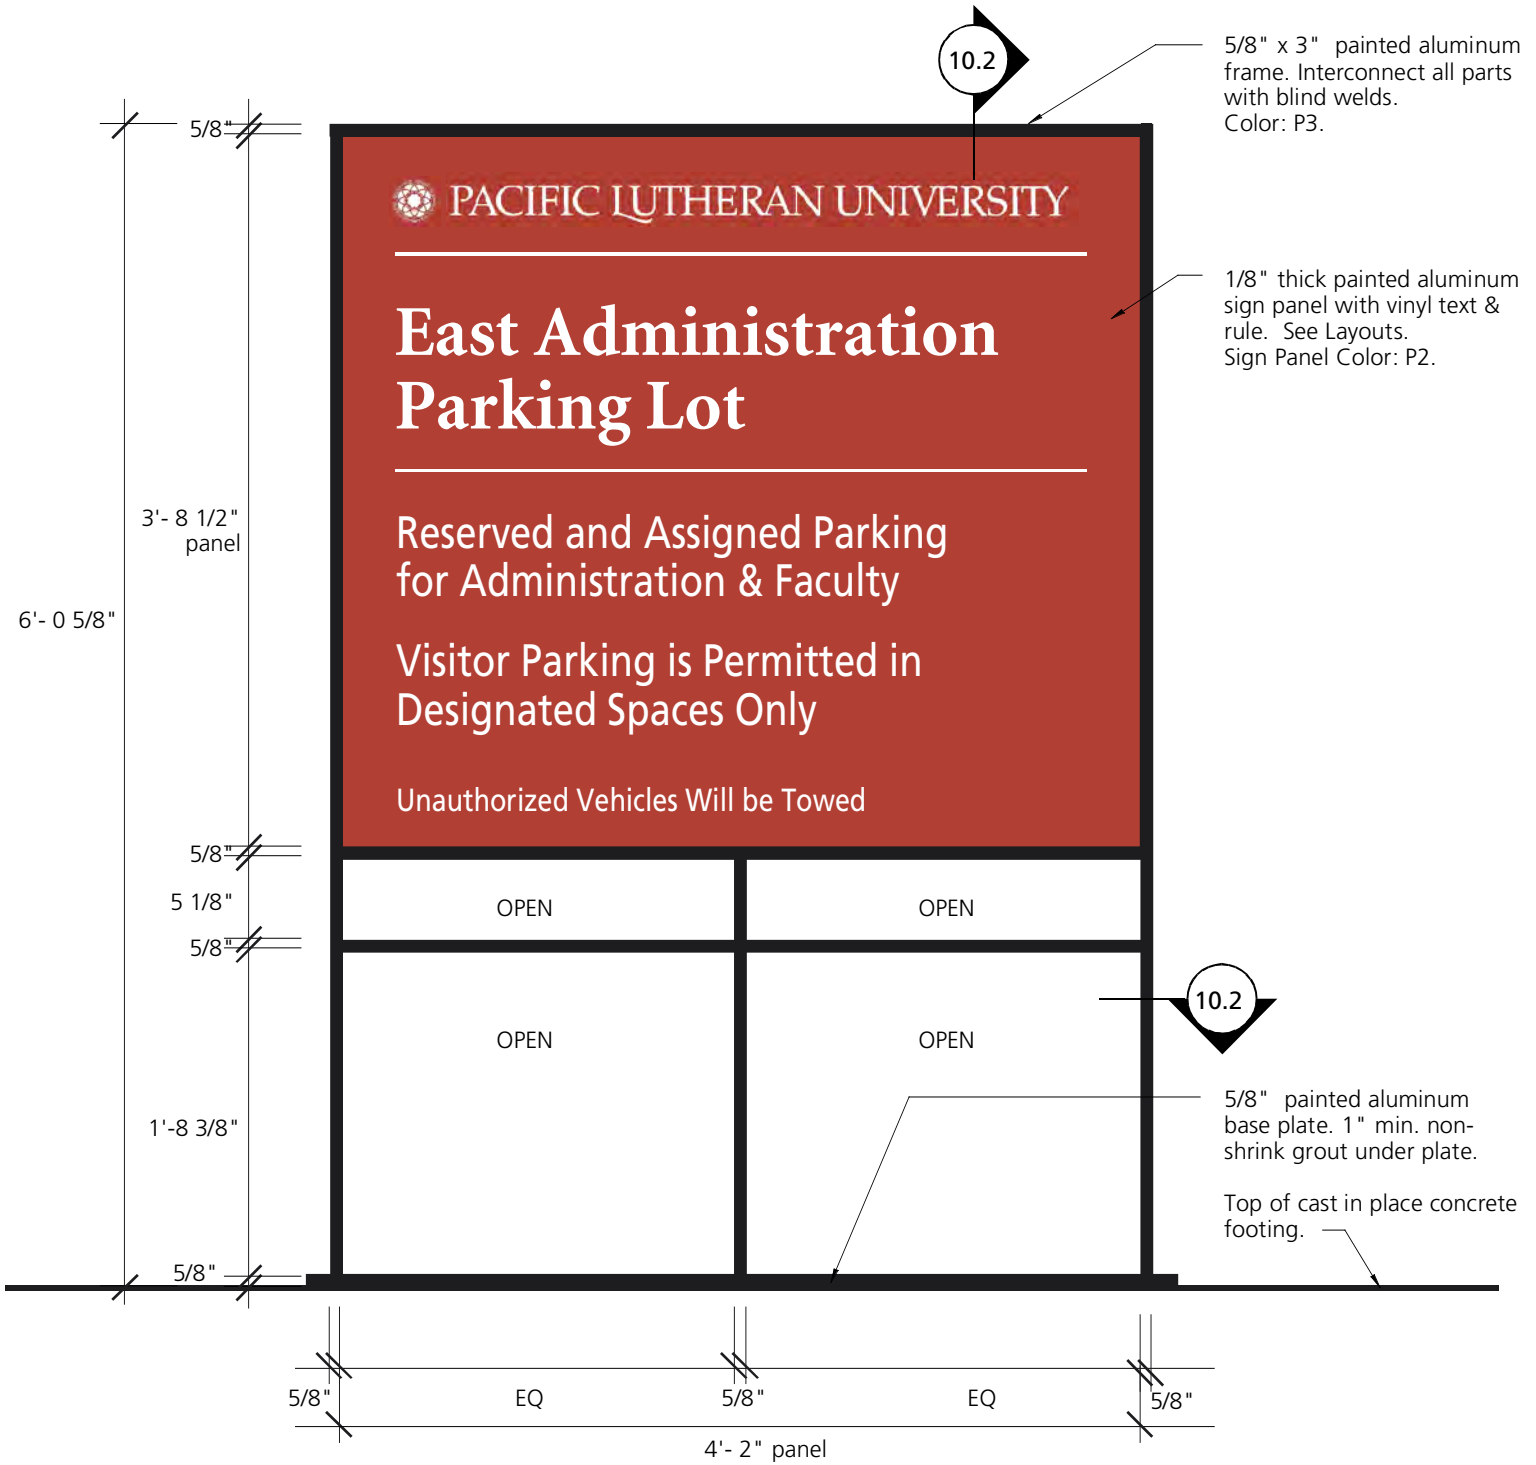 10.2
5/8" x 3" painted aluminum
frame. Interconnect all parts
with blind welds.
Color: P3.
5/8"
PACIFIC LUTHERAN UNIVERSITY
1/8" thick painted aluminum
sign panel with vinyl text &
rule. See Layouts.
Sign Panel Color: P2.
East Administration
Parking Lot
3'- 8 1/2"
panel
Reserved and Assigned Parking
for Administration & Faculty
6'- 0 5/8"
Visitor Parking is Permitted in
Designated Spaces Only
Unauthorized Vehicles Will be Towed
5/8"
5 1/8"
OPEN
OPEN
5/8"
10.2
OPEN
OPEN
5/8" painted aluminum
base plate. 1" min. non-
shrink grout under plate.
1'-8 3/8"
Top of cast in place concrete
footing.
5/8"
5/8"
EQ
5/8"
EQ
5/8"
4'- 2" panel